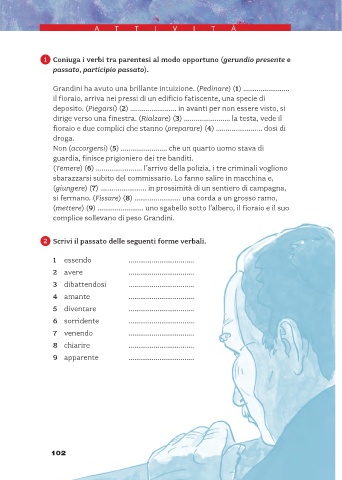 ATTIVITÀ
1 Coniuga i verbi tra parentesi al modo opportuno (gerundio presente e
passato, participio passato).
Grandini ha avuto una brillante intuizione. (Pedinare) (1) ......................
il fioraio, arriva nei pressi di un edificio fatiscente, una specie di
deposito. (Piegarsi) (2) ...................... in avanti per non essere visto, si
dirige verso una finestra. (Rialzare) (3) ...................... la testa, vede il
fioraio e due complici che stanno (preparare) (4) ...................... dosi di
droga.
Non (accorgersi) (5) ...................... che un quarto uomo stava di
guardia, finisce prigioniero dei tre banditi.
(Temere) (6) ...................... l'arrivo della polizia, i tre criminali vogliono
sbarazzarsi subito del commissario. Lo fanno salire in macchina e,
(giungere) (7) ...................... in prossimità di un sentiero di campagna,
si fermano. (Fissare) (8) ...................... una corda a un grosso ramo,
(mettere) (9) ...................... uno sgabello sotto l'albero, il fioraio e il suo
complice sollevano di peso Grandini.
2 Scrivi il passato delle seguenti forme verbali.
1 essendo ................................
2 avere ................................
3 dibattendosi ................................
4 amante ................................
5 diventare ................................
6 sorridente ................................
7 venendo ................................
8 chiarire ................................
9 apparente ................................
102